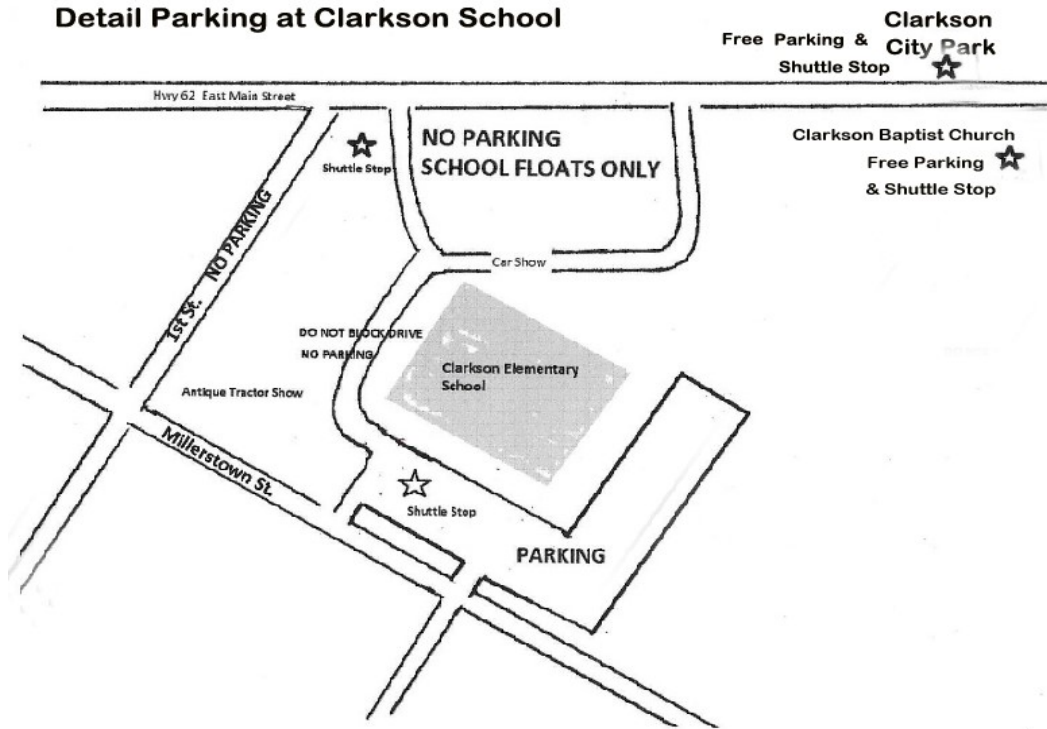 Detail Parking at Clarkson School
Clarkson
City Park
Free Parking &
Shuttle Stop
Hwy 62 East Main Street
Clarkson Baptist Church
Free Parking
& Shuttle Stop
NO PARKING
SCHOOL FLOATS ONLY
Shuttle Stop
NO PARKING
1st St.
Car Show
DO NOT BLOCK DRIVE
NO PARKING
Clarkson Elementary
School
Antique Tractor Show
Millerstown St.
Shuttle Stop
PARKING